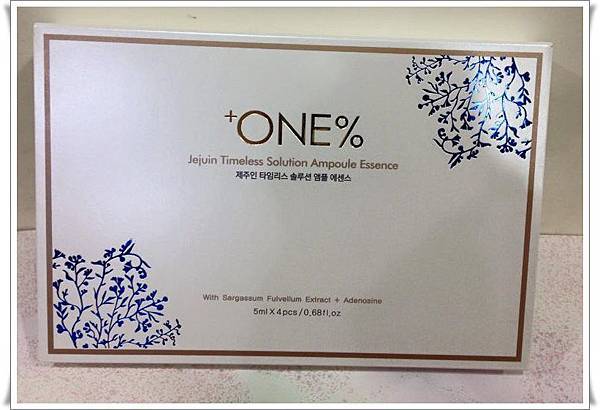 +ONE%
Jejuin Timeless Solution Ampoule Essence
제주인 타임리스 솔루션 앰플 에센스
With Sargassum Fulvellum Extract + Adenosine
5ml X 4pcs / 0.68fl.oz